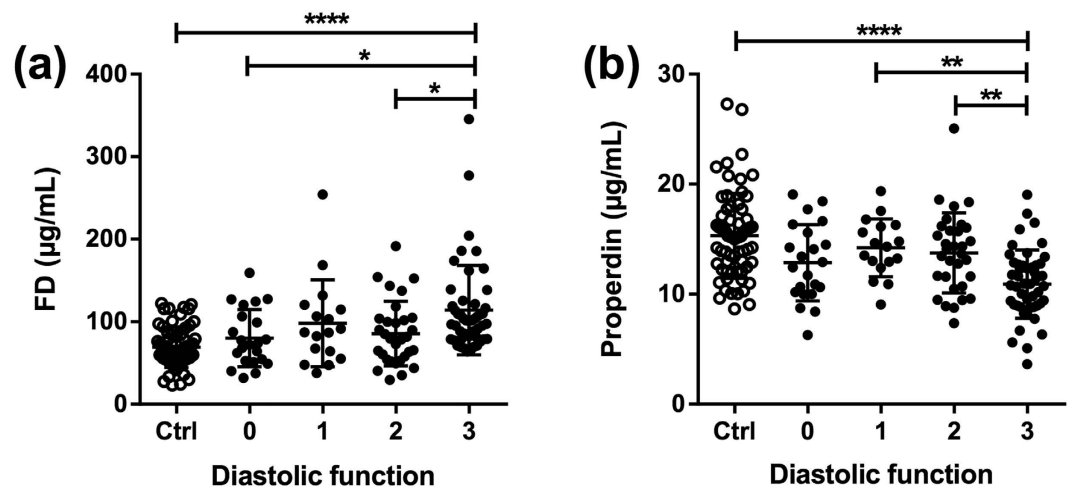 (a)
****
*
*
FD (μg/mL)
400
300
200
100
0
Ctrl 0 1 2 3
Diastolic function
(b)
****
**
**
Properdin (μg/mL)
30
20
10
0
Ctrl 0 1 2 3
Diastolic function